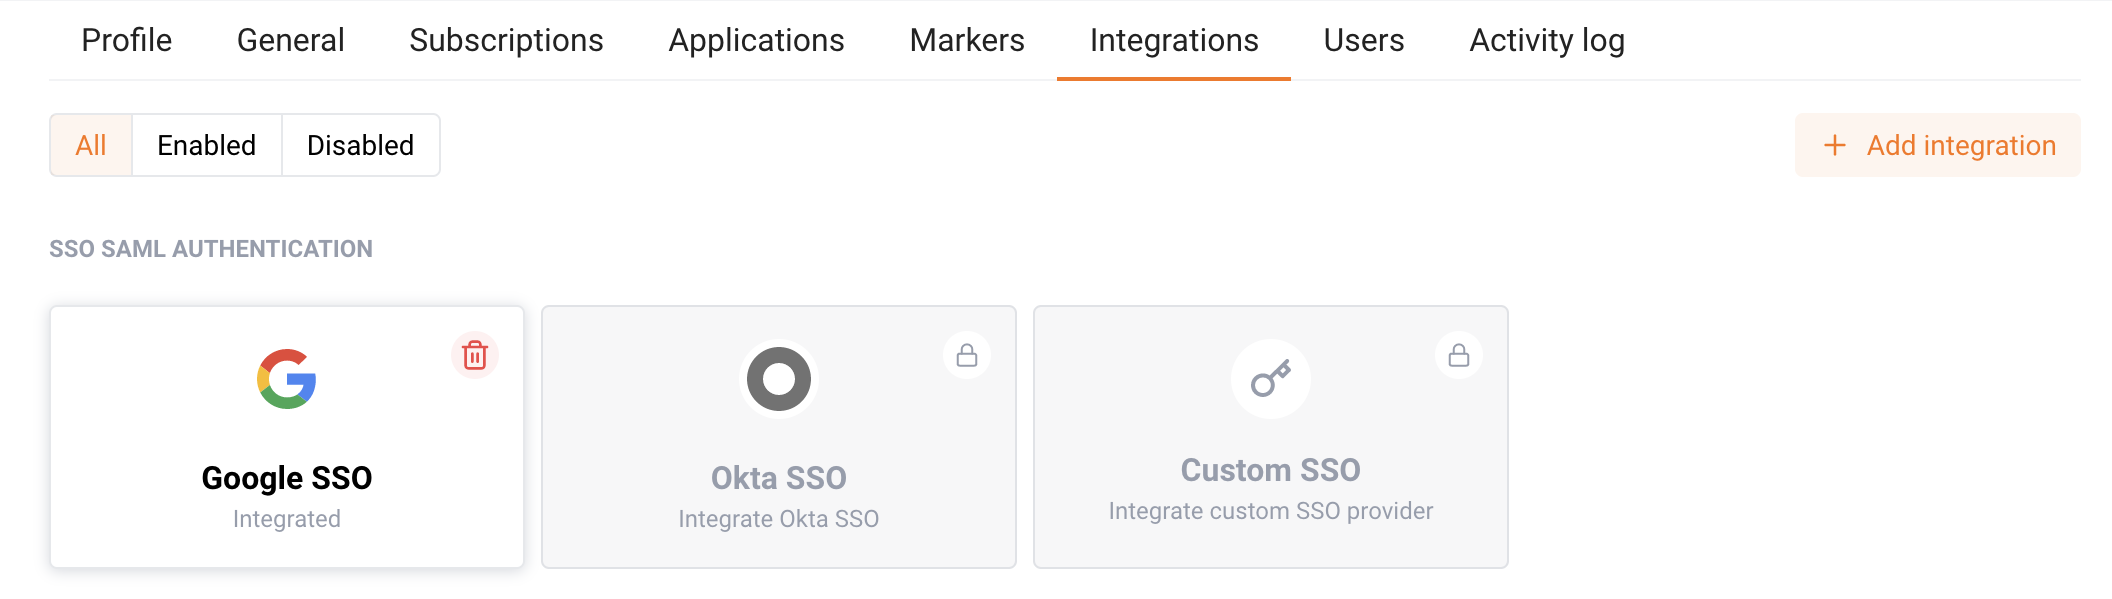 Profile General Subscriptions Applications Markers Integrations Users Activity log
All Enabled Disabled + Add integration
SSO SAML AUTHENTICATION
Google SSO
Integrated
Okta SSO
Integrate Okta SSO
Custom SSO
Integrate custom SSO provider